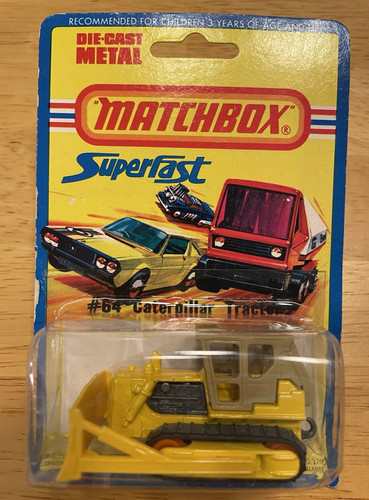 RECOMMENDED FOR CHILDREN 3 YEARS OF AGE AND
DIE-CAST
METAL
"MATCHBOX"®
Superfast
#64 Caterpillar Tractor